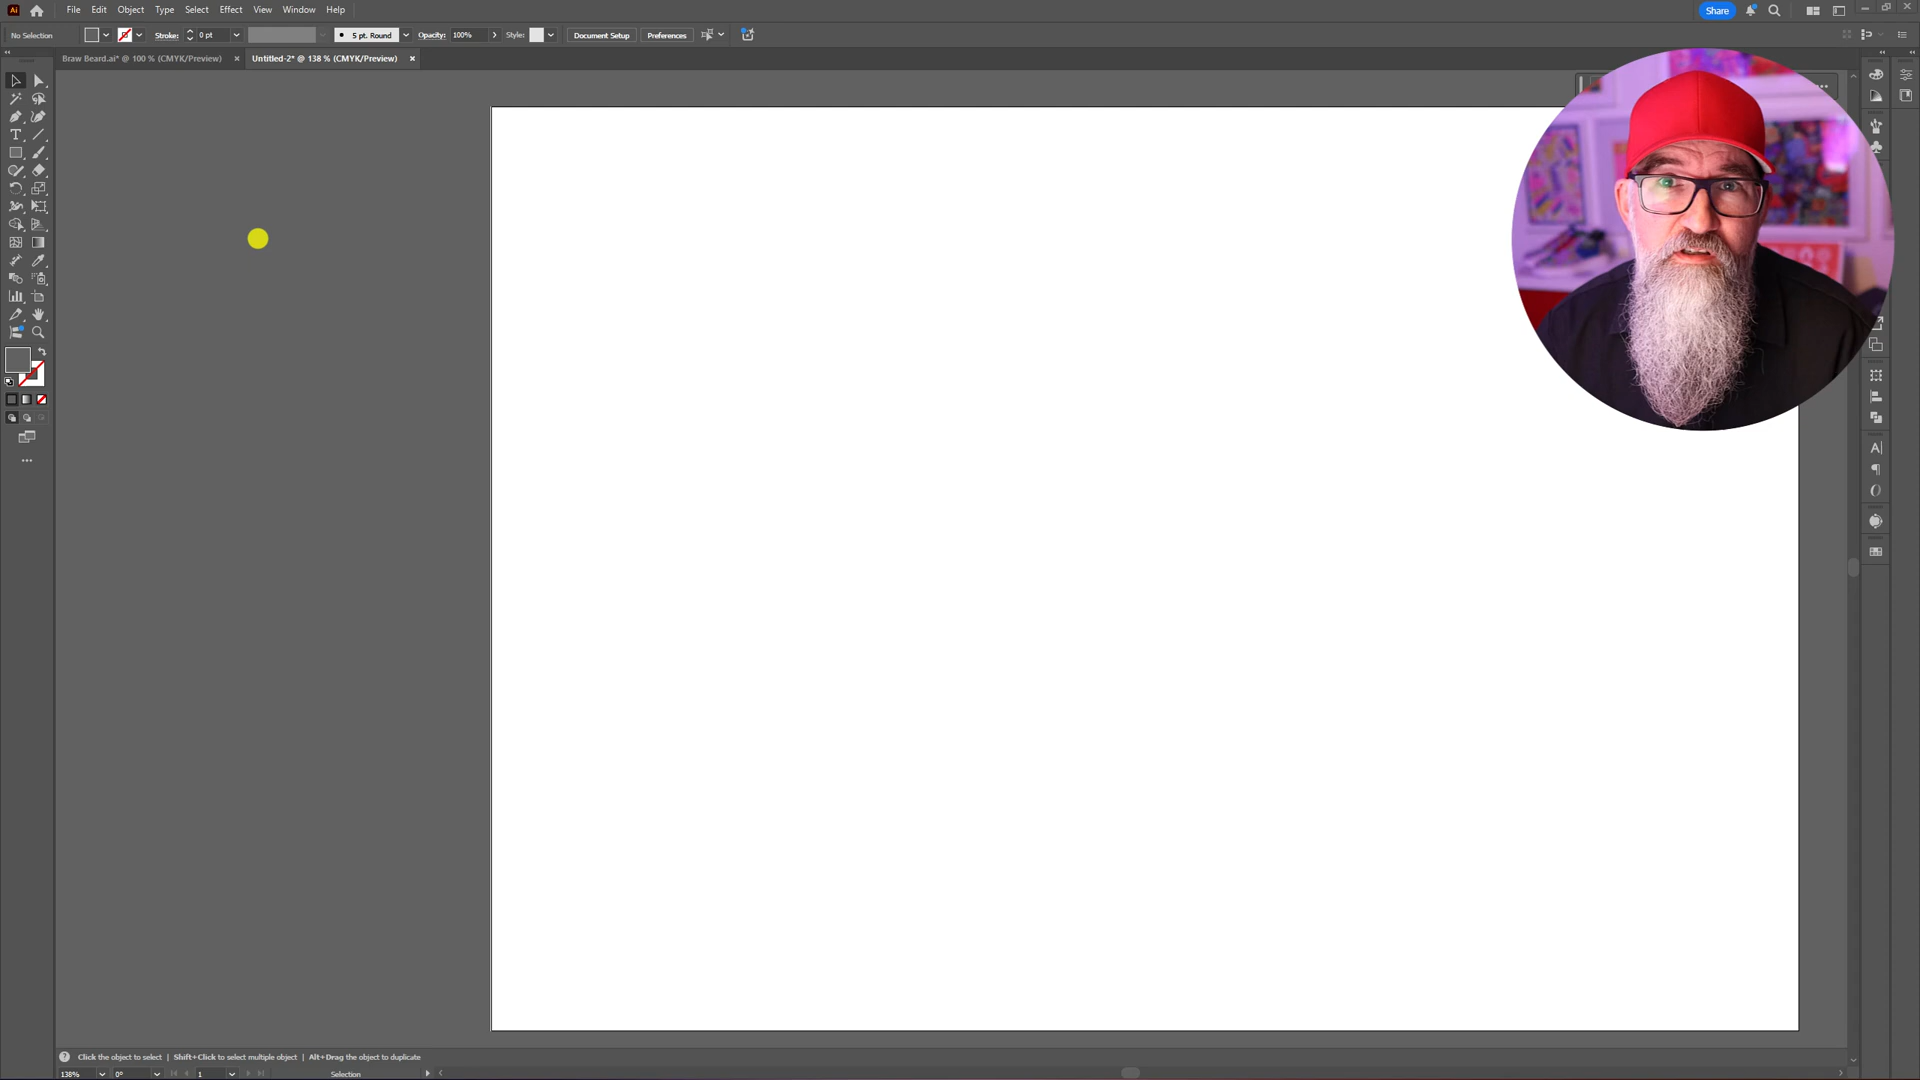 Ai File Edit Object Type Select Effect View Window Help Share
No Selection Stroke: 0 pt 5 pt. Round Opacity: 100% Style: Document Setup Preferences
Braw Beard.ai* @ 100 % (CMYK/Preview) × Untitled-2* @ 138 % (CMYK/Preview) ×
Click the object to select | Shift+Click to select multiple object | Alt+Drag the object to duplicate
138% 0° 1 Selection